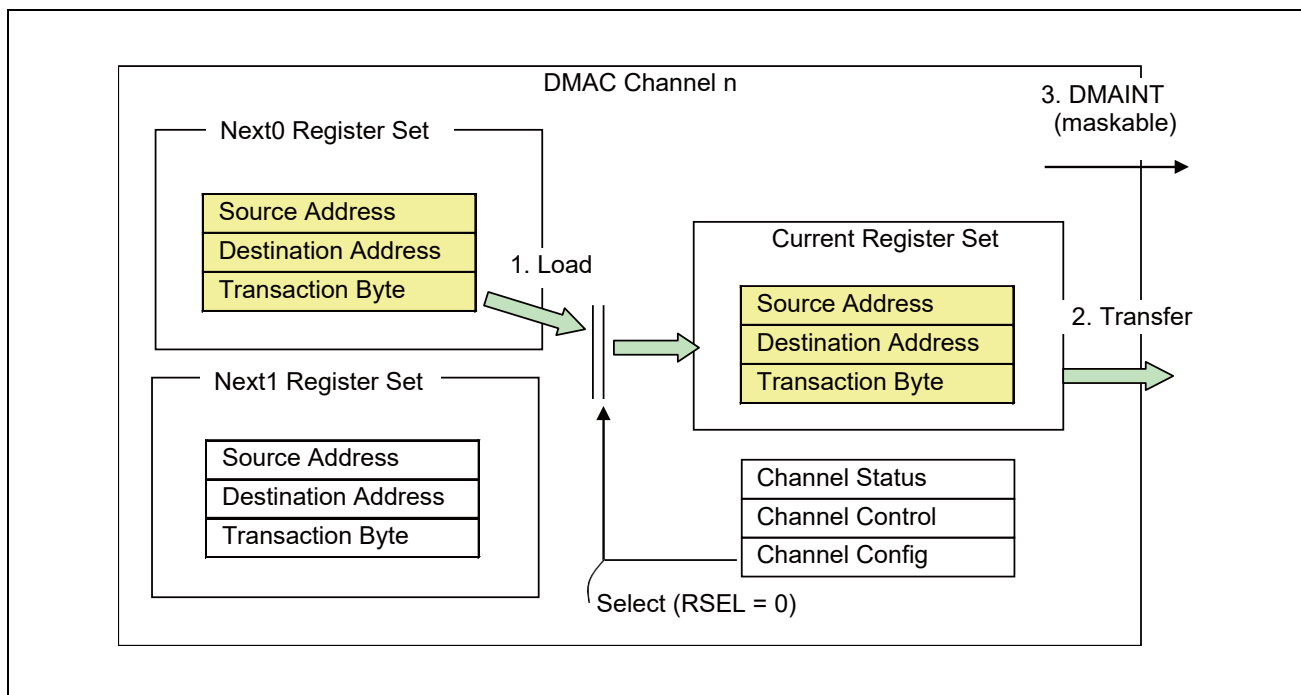 DMAC Channel n
3. DMAINT
(maskable)
Next0 Register Set
Source Address
Destination Address
Transaction Byte
1. Load
Current Register Set
Source Address
Destination Address
Transaction Byte
2. Transfer
Next1 Register Set
Source Address
Destination Address
Transaction Byte
Channel Status
Channel Control
Channel Config
Select (RSEL = 0)